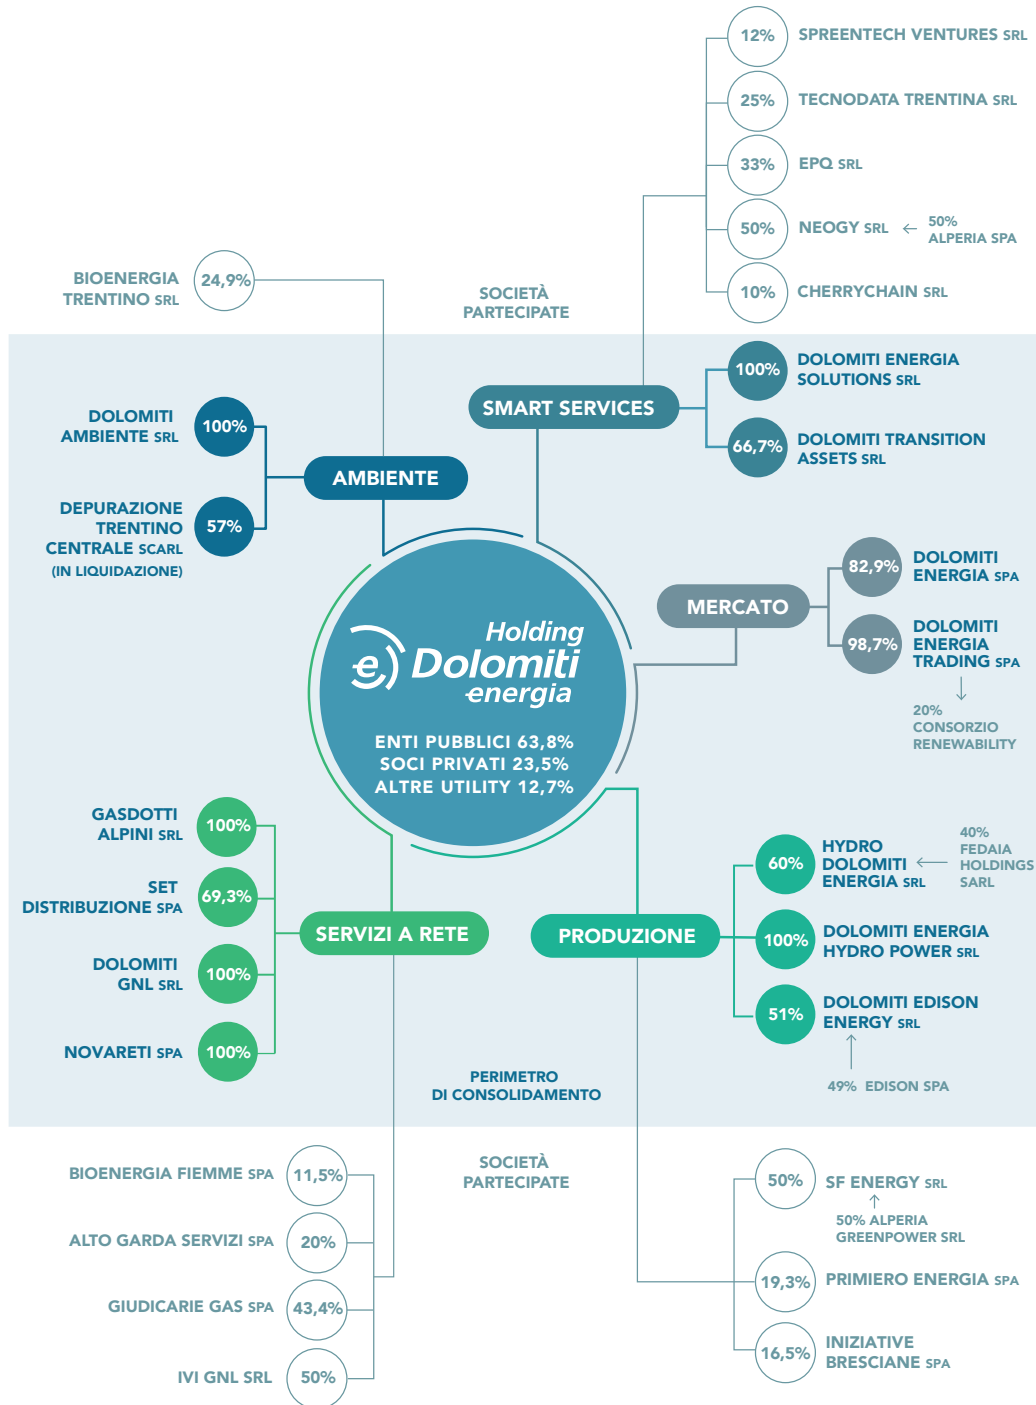 12%
SPREENTECH VENTURES SRL
25%
TECNODATA TRENTINA SRL
33%
EPQ SRL
50%
NEOGY SRL ← 50%
ALPERIA SPA
10%
CHERRYCHAIN SRL
BIOENERGIA
TRENTINO SRL
24,9%
SOCIETÀ
PARTECIPATE
SMART SERVICES
100%
DOLOMITI ENERGIA
SOLUTIONS SRL
66,7%
DOLOMITI TRANSITION
ASSETS SRL
DOLOMITI
AMBIENTE SRL
100%
AMBIENTE
DEPURAZIONE
TRENTINO
CENTRALE SCARL
(IN LIQUIDAZIONE)
57%
MERCATO
82,9%
DOLOMITI
ENERGIA SPA
98,7%
DOLOMITI
ENERGIA
TRADING SPA
↓
20%
CONSORZIO
RENEWABILITY
e
Holding
Dolomiti
energia
ENTI PUBBLICI 63,8%
SOCI PRIVATI 23,5%
ALTRE UTILITY 12,7%
GASDOTTI
ALPINI SRL
100%
SET
DISTRIBUZIONE SPA
69,3%
SERVIZI A RETE
DOLOMITI
GNL SRL
100%
NOVARETI SPA
100%
PRODUZIONE
60%
HYDRO
DOLOMITI
ENERGIA SRL
←
40%
FEDAIA
HOLDINGS
SARL
100%
DOLOMITI ENERGIA
HYDRO POWER SRL
51%
DOLOMITI EDISON
ENERGY SRL
↑
49% EDISON SPA
PERIMETRO
DI CONSOLIDAMENTO
SOCIETÀ
PARTECIPATE
BIOENERGIA FIEMME SPA
11,5%
ALTO GARDA SERVIZI SPA
20%
GIUDICARIE GAS SPA
43,4%
IVI GNL SRL
50%
50%
SF ENERGY SRL
↑
50% ALPERIA
GREENPOWER SRL
19,3%
PRIMIERO ENERGIA SPA
16,5%
INIZIATIVE
BRESCIANE SPA